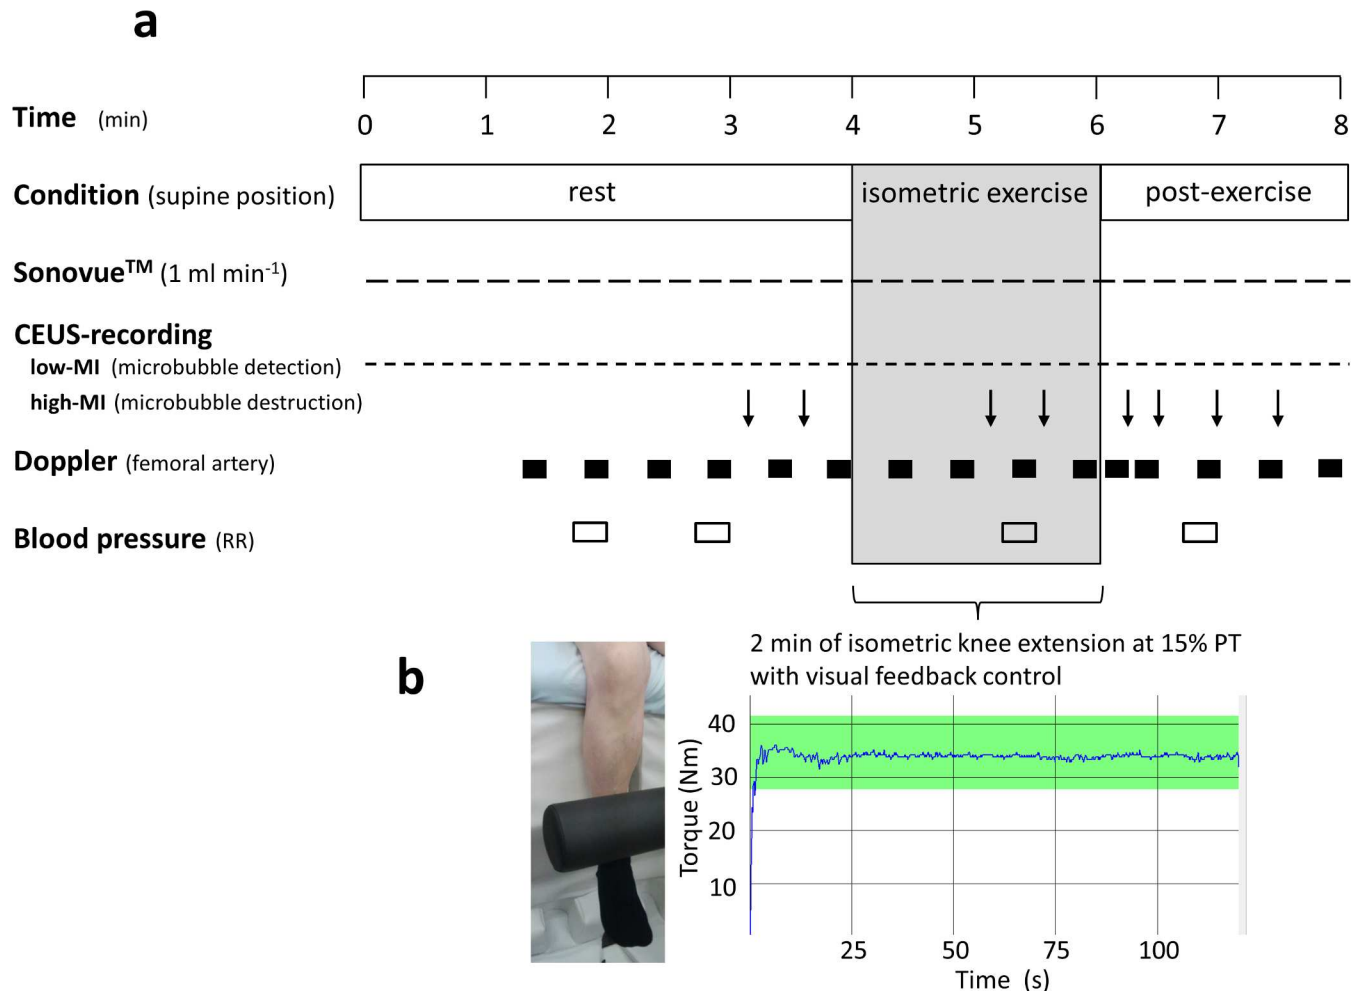 a
Time (min)
0 1 2 3 4 5 6 7 8
Condition (supine position) rest isometric exercise post-exercise
Sonovue™ (1 ml min⁻¹)
CEUS-recording
low-MI (microbubble detection)
high-MI (microbubble destruction)
Doppler (femoral artery)
Blood pressure (RR)
2 min of isometric knee extension at 15% PT
with visual feedback control
b
Torque (Nm)
40
30
20
10
25 50 75 100
Time (s)